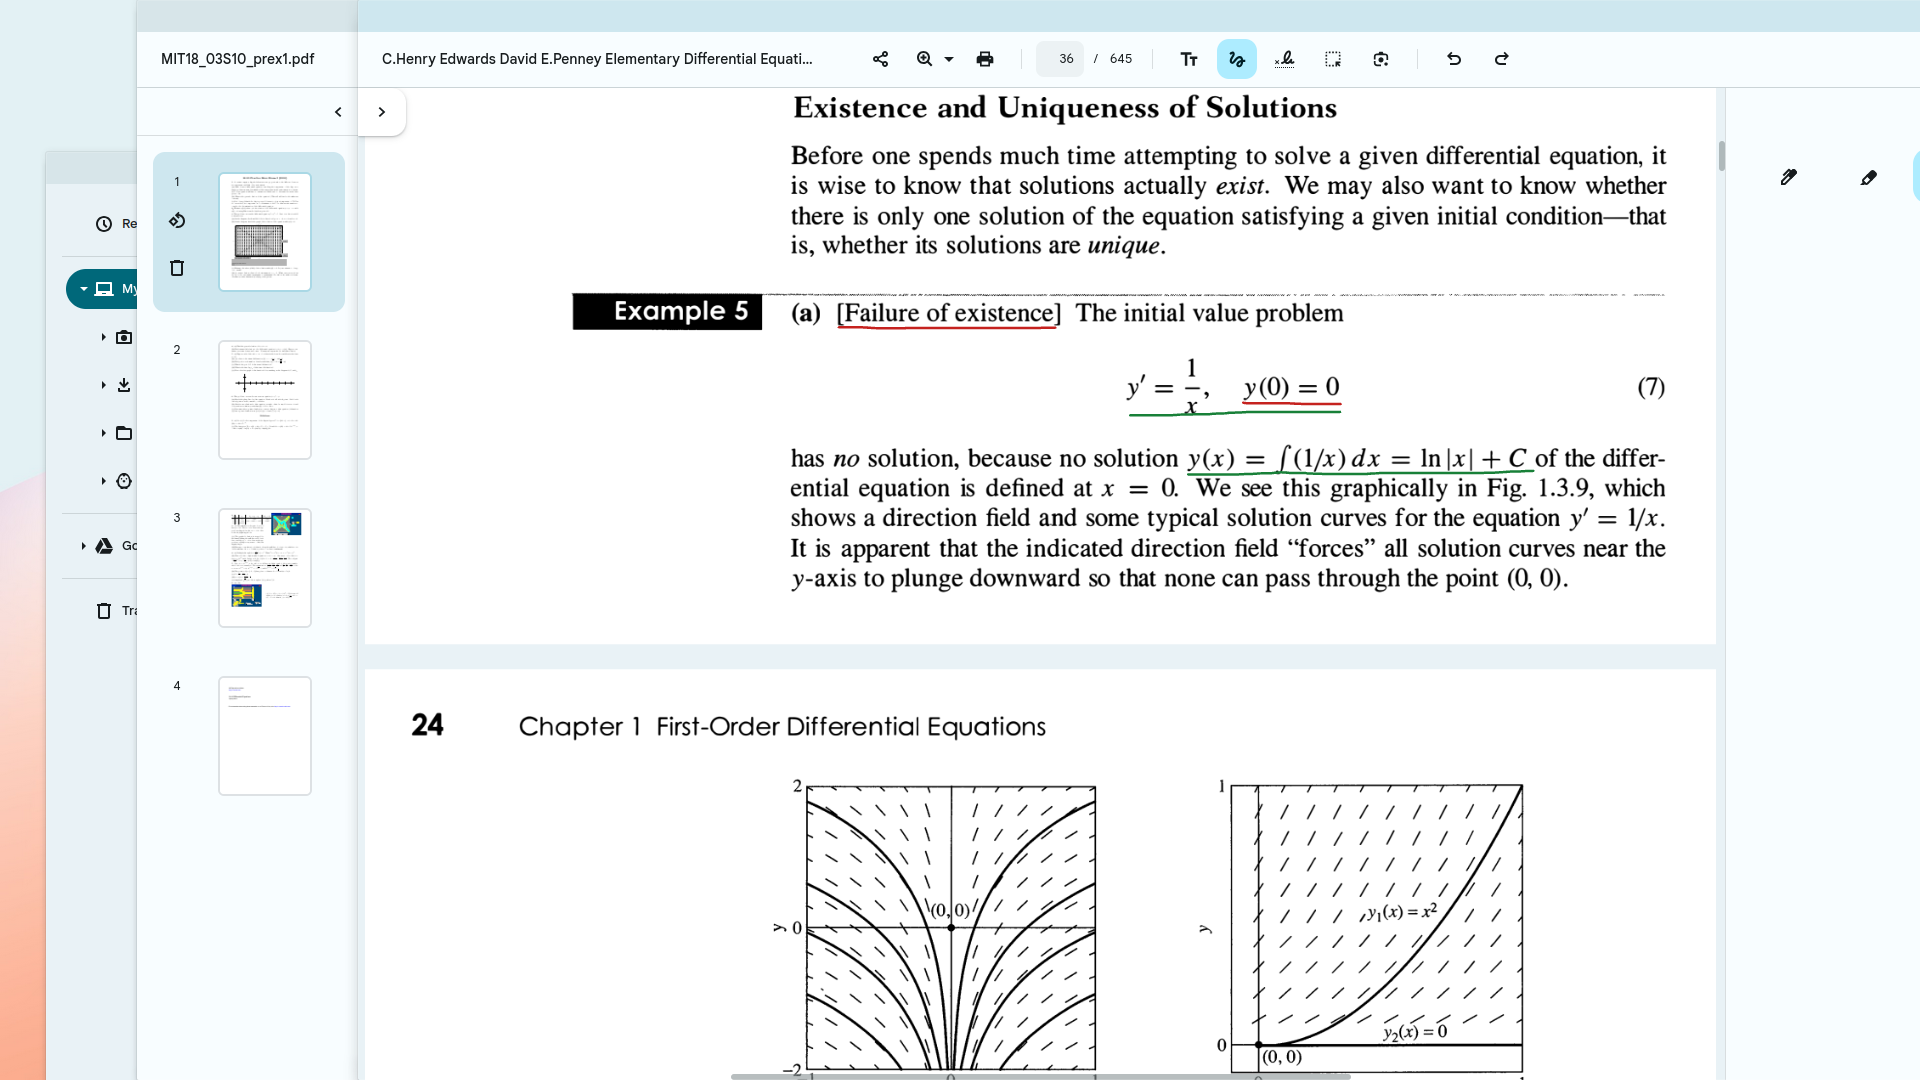 MIT18_03S10_prex1.pdf
C.Henry Edwards David E.Penney Elementary Differential Equati...
36 / 645
Re
My
Go
Tra
1
2
3
4
Existence and Uniqueness of Solutions
Before one spends much time attempting to solve a given differential equation, it
is wise to know that solutions actually exist. We may also want to know whether
there is only one solution of the equation satisfying a given initial condition—that
is, whether its solutions are unique.
Example 5
(a) [Failure of existence] The initial value problem
y′ = 1/x, y(0) = 0 (7)
has no solution, because no solution y(x) = ∫(1/x) dx = ln|x| + C of the differ-
ential equation is defined at x = 0. We see this graphically in Fig. 1.3.9, which
shows a direction field and some typical solution curves for the equation y′ = 1/x.
It is apparent that the indicated direction field “forces” all solution curves near the
y-axis to plunge downward so that none can pass through the point (0, 0).
24 Chapter 1 First-Order Differential Equations
2
(0, 0)
y 0
−2
1
y₁(x) = x²
y
y₂(x) = 0
0
(0, 0)